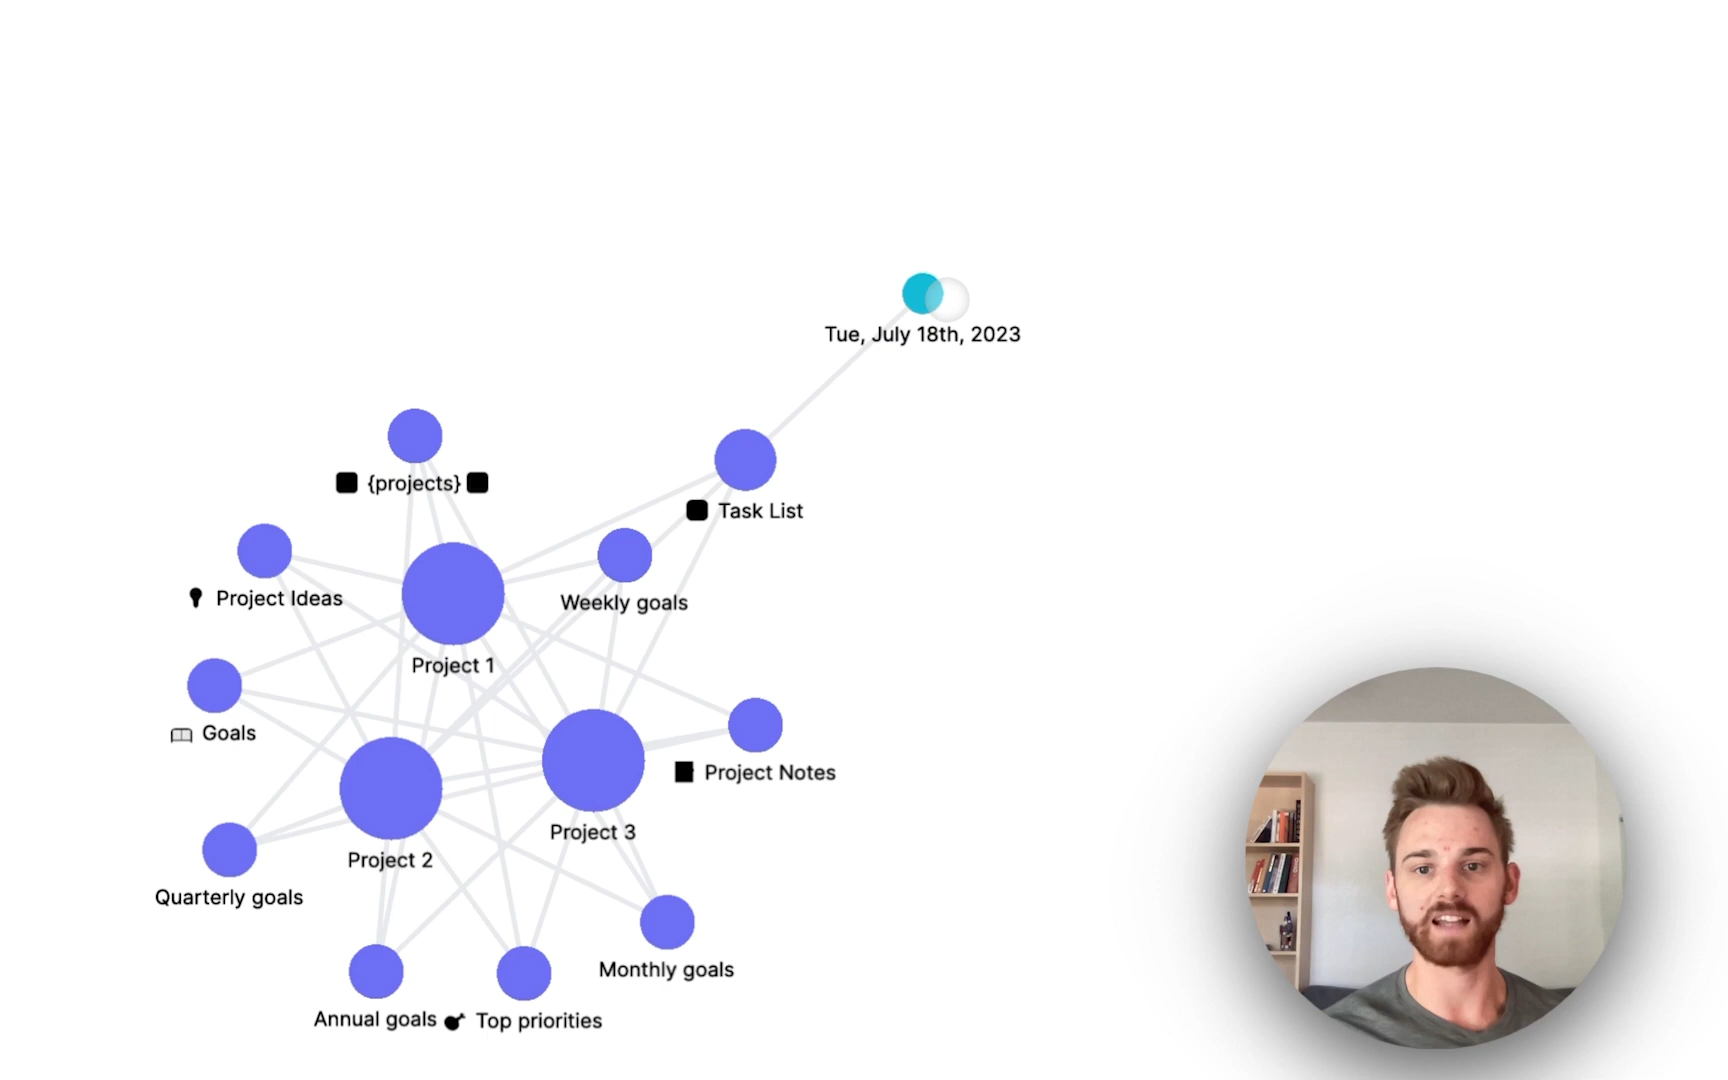 Tue, July 18th, 2023
{projects}
Task List
Project Ideas
Weekly goals
Project 1
Goals
Project Notes
Project 3
Project 2
Quarterly goals
Monthly goals
Annual goals
Top priorities